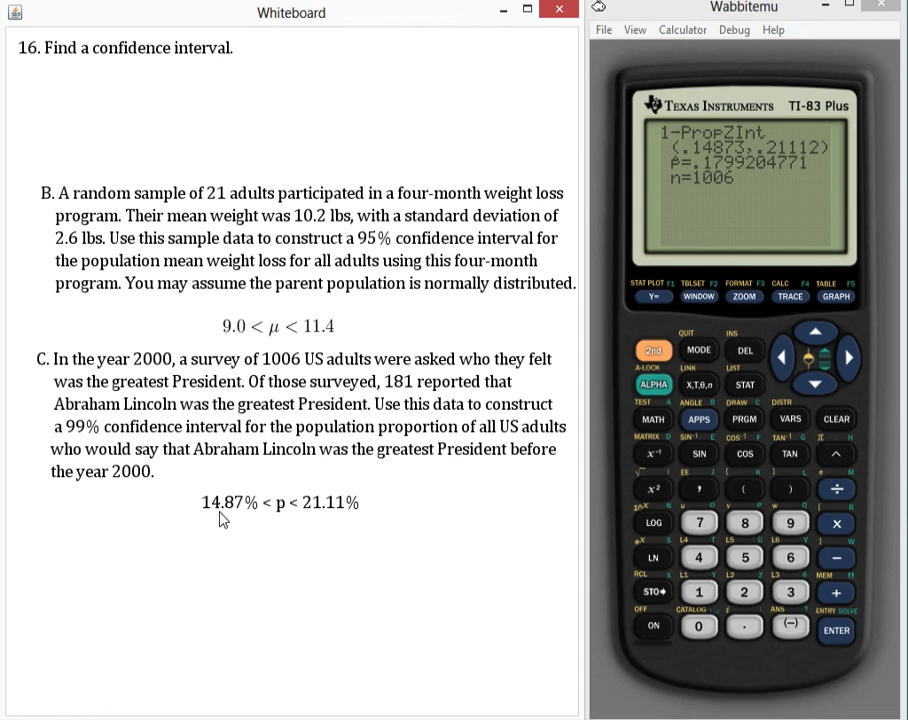 Whiteboard
16. Find a confidence interval.
B. A random sample of 21 adults participated in a four-month weight loss
program. Their mean weight was 10.2 lbs, with a standard deviation of
2.6 lbs. Use this sample data to construct a 95% confidence interval for
the population mean weight loss for all adults using this four-month
program. You may assume the parent population is normally distributed.
9.0 < μ < 11.4
C. In the year 2000, a survey of 1006 US adults were asked who they felt
was the greatest President. Of those surveyed, 181 reported that
Abraham Lincoln was the greatest President. Use this data to construct
a 99% confidence interval for the population proportion of all US adults
who would say that Abraham Lincoln was the greatest President before
the year 2000.
14.87% < p < 21.11%
Wabbitemu
File View Calculator Debug Help
TEXAS INSTRUMENTS TI-83 Plus
1-PropZInt
(.14873,.21112)
p̂=.1799204771
n=1006
STAT PLOT F1 TBLSET F2 FORMAT F3 CALC F4 TABLE F5
Y= WINDOW ZOOM TRACE GRAPH
QUIT INS
2nd MODE DEL
A-LOCK LINK LIST
ALPHA X,T,θ,n STAT
TEST A ANGLE B DRAW C DISTR
MATH APPS PRGM VARS CLEAR
MATRIX D SIN⁻¹ E COS⁻¹ F TAN⁻¹ G π H
x⁻¹ SIN COS TAN ^
√ I EE J { K } L e M
x² , ( ) ÷
10ˣ N u O v P w Q [ R
LOG 7 8 9 X
eˣ S L4 T L5 U L6 V ] W
LN 4 5 6 −
RCL X L1 Y L2 Z L3 θ MEM "
STO➔ 1 2 3 +
OFF CATALOG i ANS ? ENTRY SOLVE
ON 0 . (−) ENTER